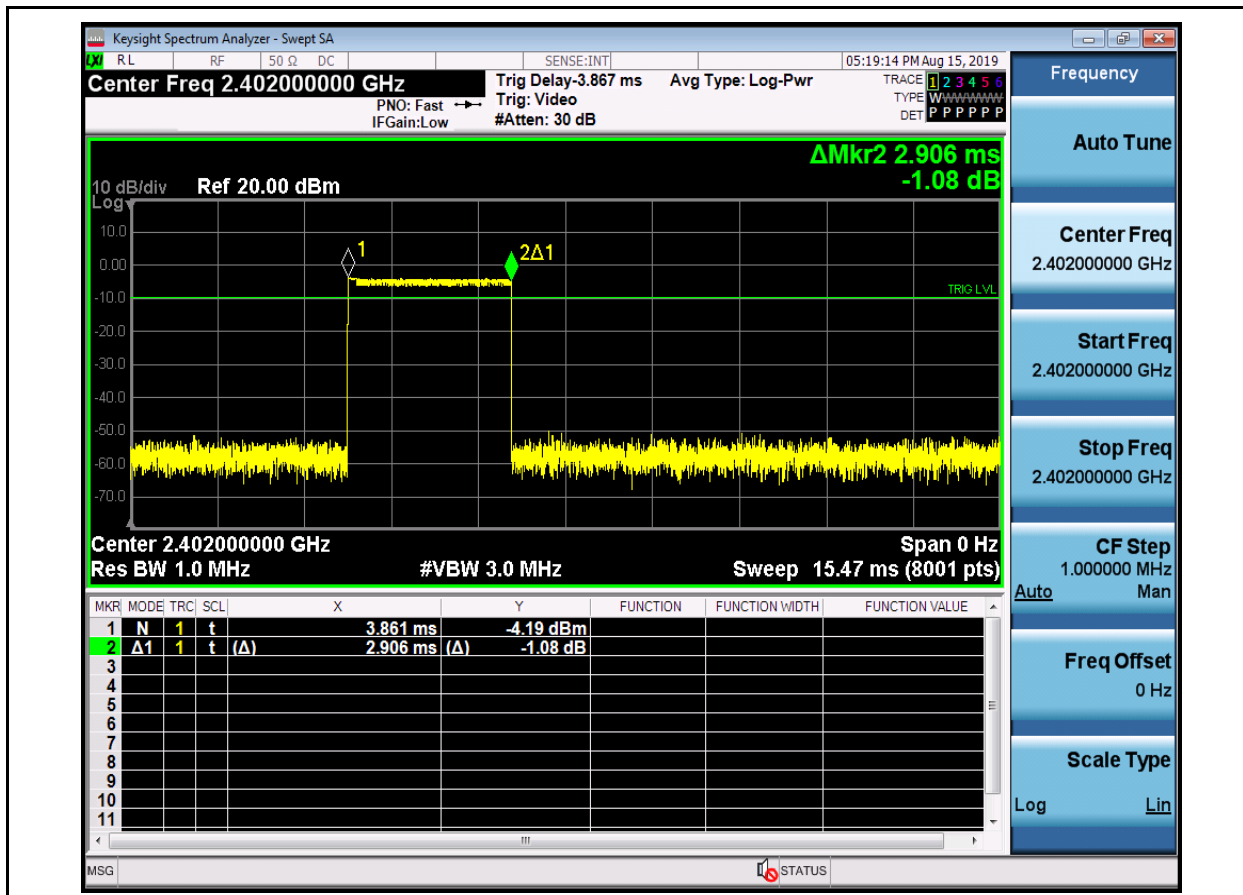 Keysight Spectrum Analyzer - Swept SA
LXI RL RF 50 Ω DC SENSE:INT 05:19:14 PM Aug 15, 2019
Center Freq 2.402000000 GHz
PNO: Fast
IFGain:Low
Trig Delay-3.867 ms
Trig: Video
#Atten: 30 dB
Avg Type: Log-Pwr
TRACE 1 2 3 4 5 6
TYPE WWWWWW
DET P P P P P P
ΔMkr2 2.906 ms
-1.08 dB
10 dB/div Ref 20.00 dBm
Log
10.0
0.00
-10.0
-20.0
-30.0
-40.0
-50.0
-60.0
-70.0
1
2Δ1
TRIG LVL
Center 2.402000000 GHz Span 0 Hz
Res BW 1.0 MHz #VBW 3.0 MHz Sweep 15.47 ms (8001 pts)
MKR MODE TRC SCL X Y FUNCTION FUNCTION WIDTH FUNCTION VALUE
1 N 1 t 3.861 ms -4.19 dBm
2 Δ1 1 t (Δ) 2.906 ms (Δ) -1.08 dB
3
4
5
6
7
8
9
10
11
MSG STATUS
Frequency
Auto Tune
Center Freq
2.402000000 GHz
Start Freq
2.402000000 GHz
Stop Freq
2.402000000 GHz
CF Step
1.000000 MHz
Auto Man
Freq Offset
0 Hz
Scale Type
Log Lin